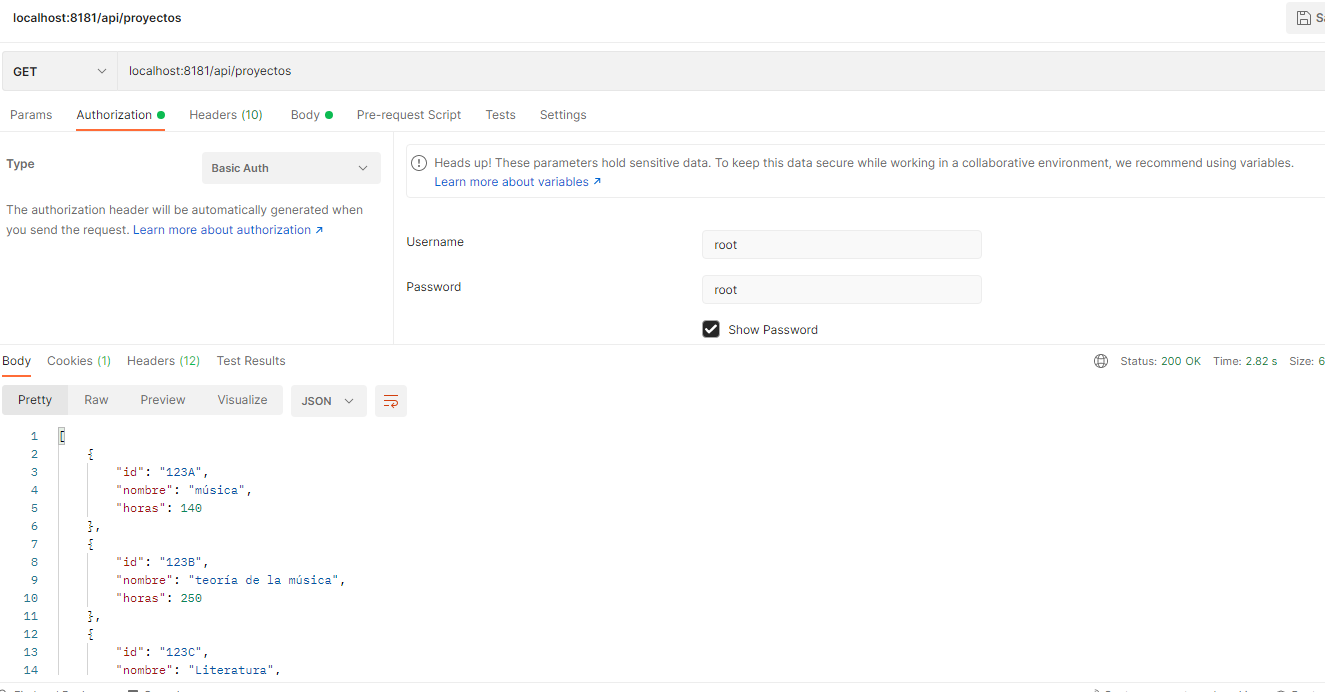 localhost:8181/api/proyectos
GET localhost:8181/api/proyectos
Params Authorization Headers (10) Body Pre-request Script Tests Settings
Type Basic Auth
The authorization header will be automatically generated when
you send the request. Learn more about authorization ↗
Heads up! These parameters hold sensitive data. To keep this data secure while working in a collaborative environment, we recommend using variables.
Learn more about variables ↗
Username root
Password root
Show Password
Body Cookies (1) Headers (12) Test Results Status: 200 OK Time: 2.82 s Size: 6
Pretty Raw Preview Visualize JSON
1 [
2 {
3 "id": "123A",
4 "nombre": "música",
5 "horas": 140
6 },
7 {
8 "id": "123B",
9 "nombre": "teoría de la música",
10 "horas": 250
11 },
12 {
13 "id": "123C",
14 "nombre": "Literatura",